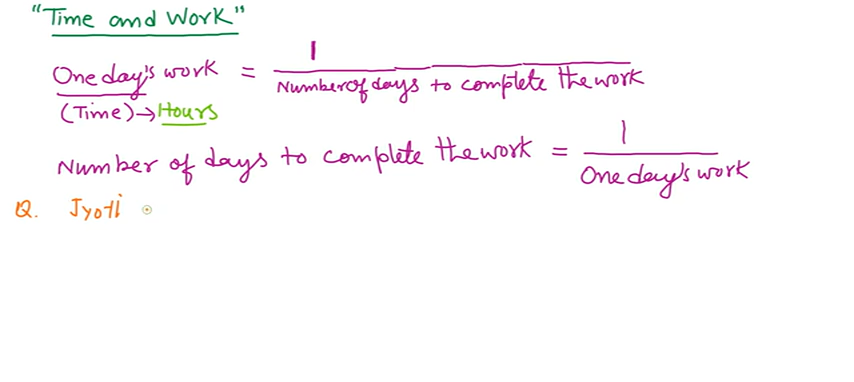 "Time and Work"
One day's work = 1 / Number of days to complete the work
(Time) → Hours
Number of days to complete the work = 1 / One day's work
Q. Jyoti